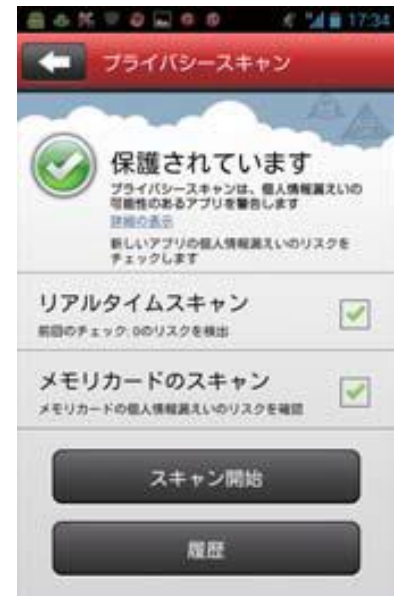 17:34
プライバシースキャン
保護されています
プライバシースキャンは、個人情報漏えいの
可能性のあるアプリを警告します
詳細の表示
新しいアプリの個人情報漏えいのリスクを
チェックします
リアルタイムスキャン
前回のチェック: 0のリスクを検出
メモリカードのスキャン
メモリカードの個人情報漏えいのリスクを確認
スキャン開始
履歴